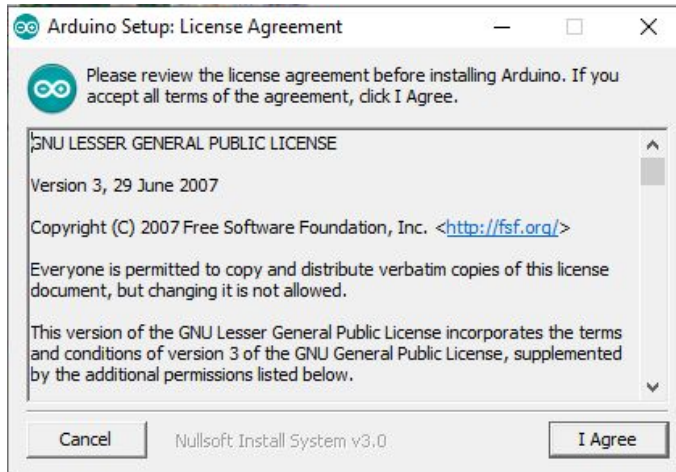 Arduino Setup: License Agreement
Please review the license agreement before installing Arduino. If you
accept all terms of the agreement, click I Agree.
GNU LESSER GENERAL PUBLIC LICENSE
Version 3, 29 June 2007
Copyright (C) 2007 Free Software Foundation, Inc. <http://fsf.org/>
Everyone is permitted to copy and distribute verbatim copies of this license
document, but changing it is not allowed.
This version of the GNU Lesser General Public License incorporates the terms
and conditions of version 3 of the GNU General Public License, supplemented
by the additional permissions listed below.
Cancel Nullsoft Install System v3.0 I Agree